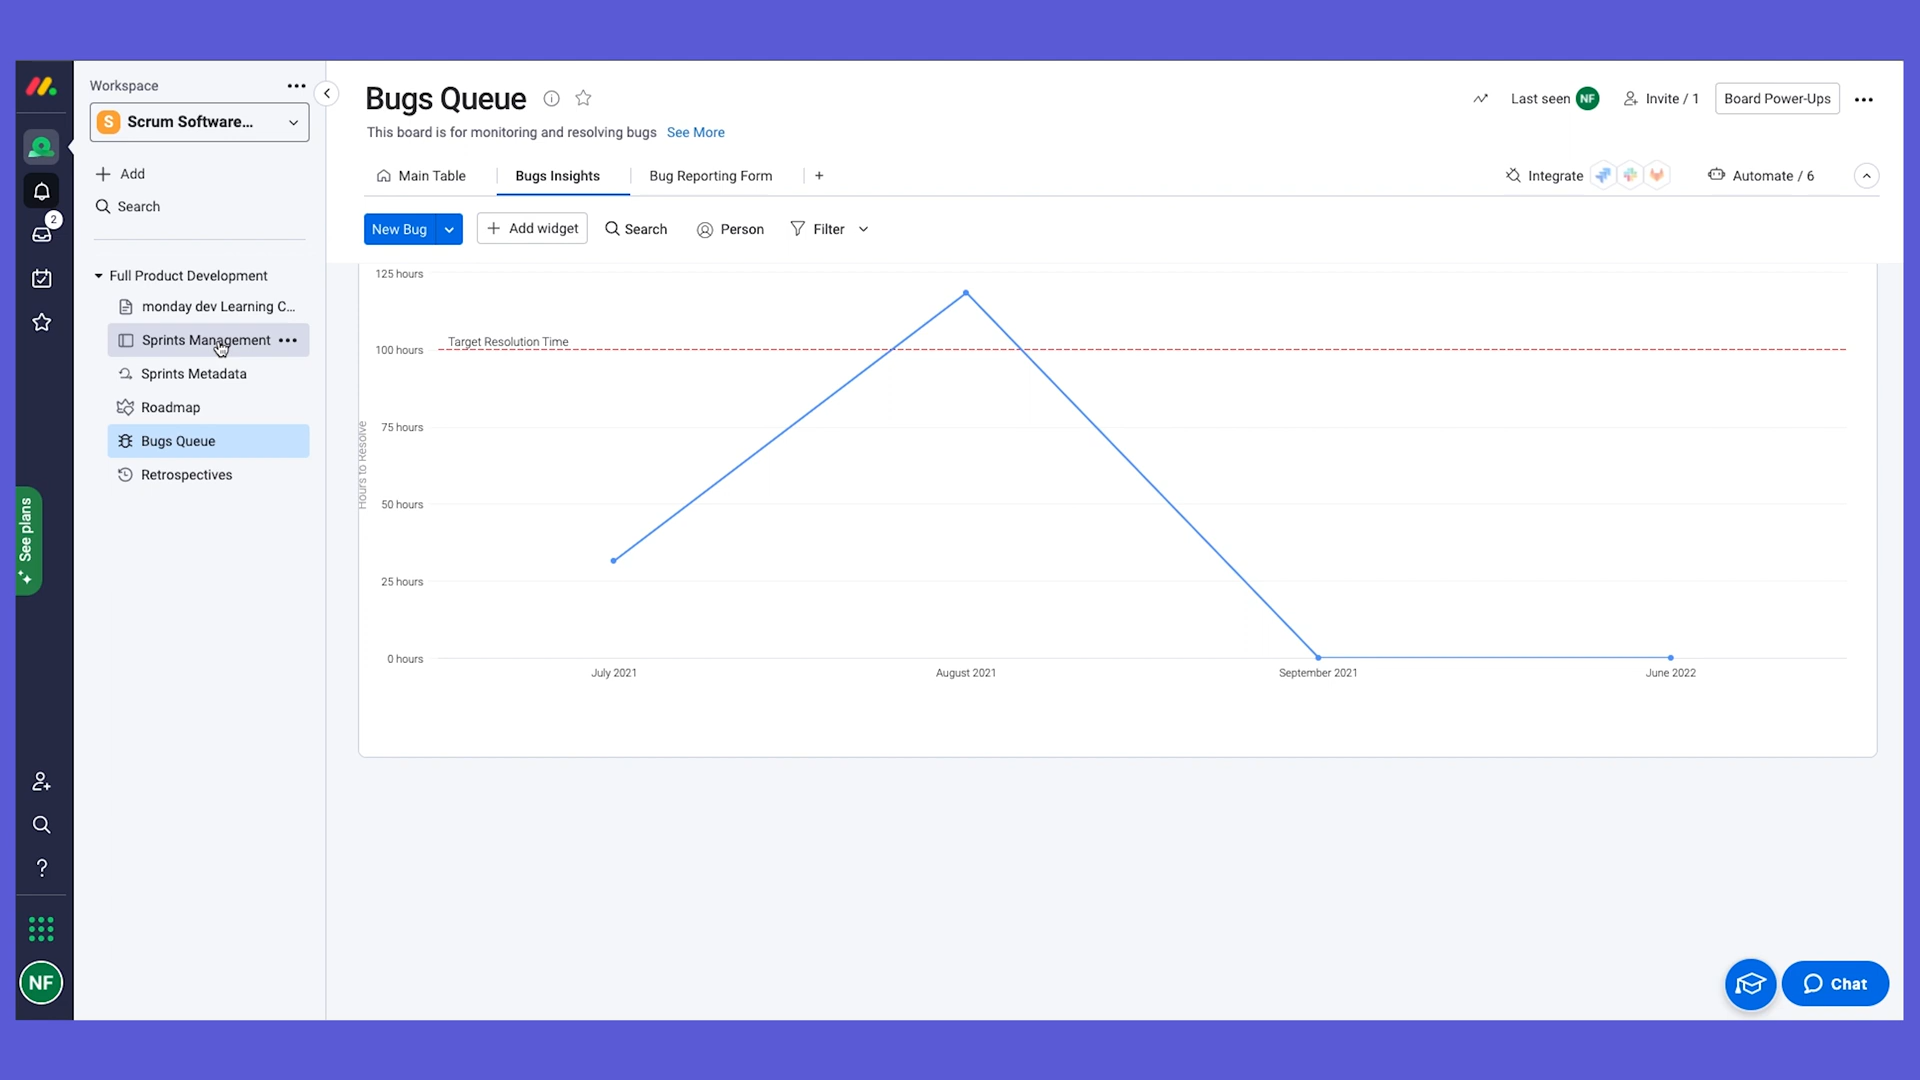 Workspace
S Scrum Software...
Add
Search
2
Full Product Development
monday dev Learning C...
Sprints Management
Sprints Metadata
Roadmap
Bugs Queue
Retrospectives
See plans
NF
Bugs Queue
Last seen NF
Invite / 1
Board Power-Ups
This board is for monitoring and resolving bugs See More
Main Table
Bugs Insights
Bug Reporting Form
+
Integrate
Automate / 6
New Bug
+ Add widget
Search
Person
Filter
125 hours
Target Resolution Time
100 hours
75 hours
Hours to Resolve
50 hours
25 hours
0 hours
July 2021
August 2021
September 2021
June 2022
Chat